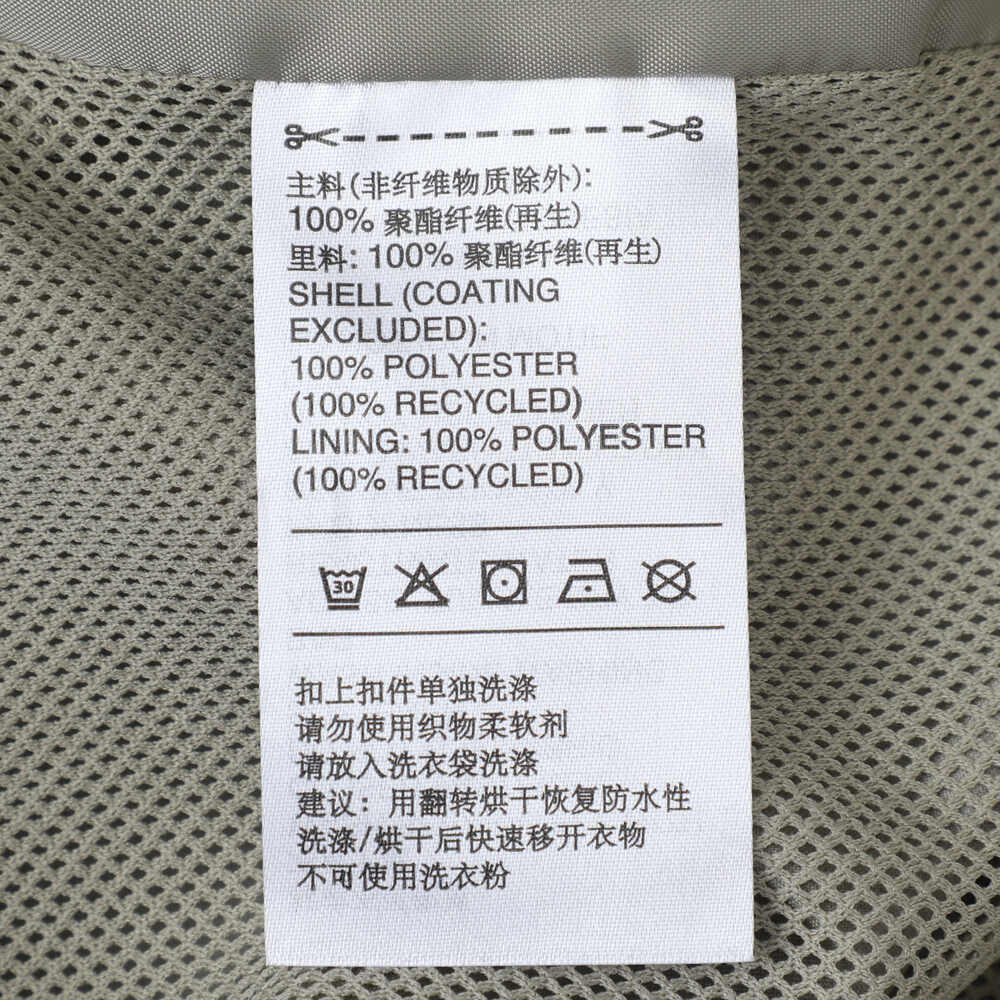 主料(非纤维物质除外):
100% 聚酯纤维(再生)
里料: 100% 聚酯纤维(再生)
SHELL (COATING
EXCLUDED):
100% POLYESTER
(100% RECYCLED)
LINING: 100% POLYESTER
(100% RECYCLED)
30
扣上扣件单独洗涤
请勿使用织物柔软剂
请放入洗衣袋洗涤
建议：用翻转烘干恢复防水性
洗涤/烘干后快速移开衣物
不可使用洗衣粉